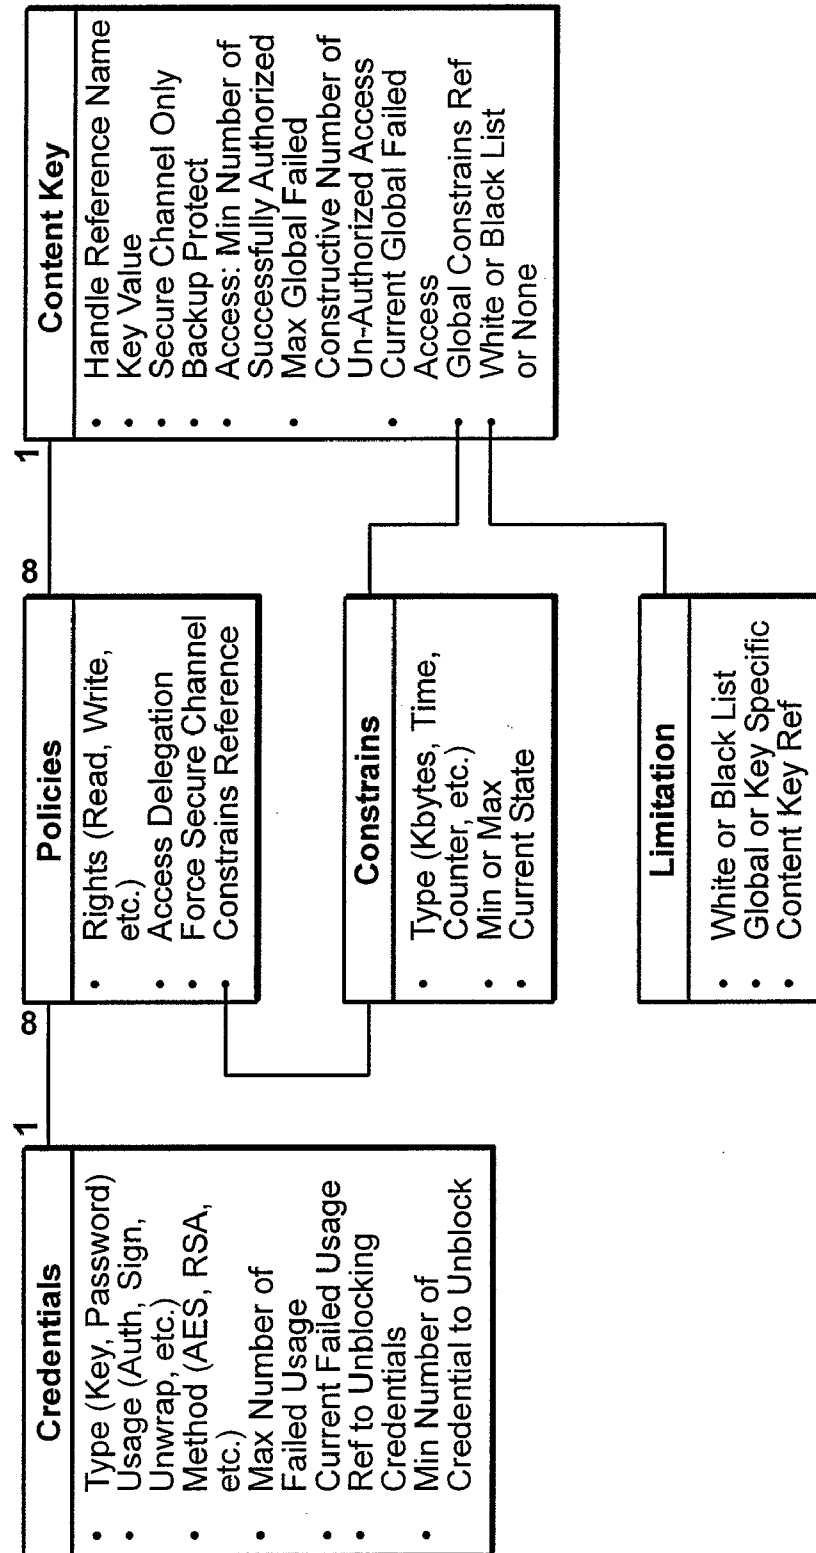 Credentials
• Type (Key, Password)
• Usage (Auth, Sign,
Unwrap, etc.)
• Method (AES, RSA,
etc.)
• Max Number of
Failed Usage
• Current Failed Usage
• Ref to Unblocking
Credentials
• Min Number of
Credential to Unblock
1
∞
Policies
• Rights (Read, Write,
etc.)
• Access Delegation
• Force Secure Channel
• Constrains Reference
∞
1
Constrains
• Type (Kbytes, Time,
Counter, etc.)
• Min or Max
• Current State
Limitation
• White or Black List
• Global or Key Specific
• Content Key Ref
Content Key
• Handle Reference Name
• Key Value
• Secure Channel Only
• Backup Protect
• Access: Min Number of
Successfully Authorized
• Max Global Failed
Constructive Number of
Un-Authorized Access
• Current Global Failed
Access
• Global Constrains Ref
• White or Black List
or None